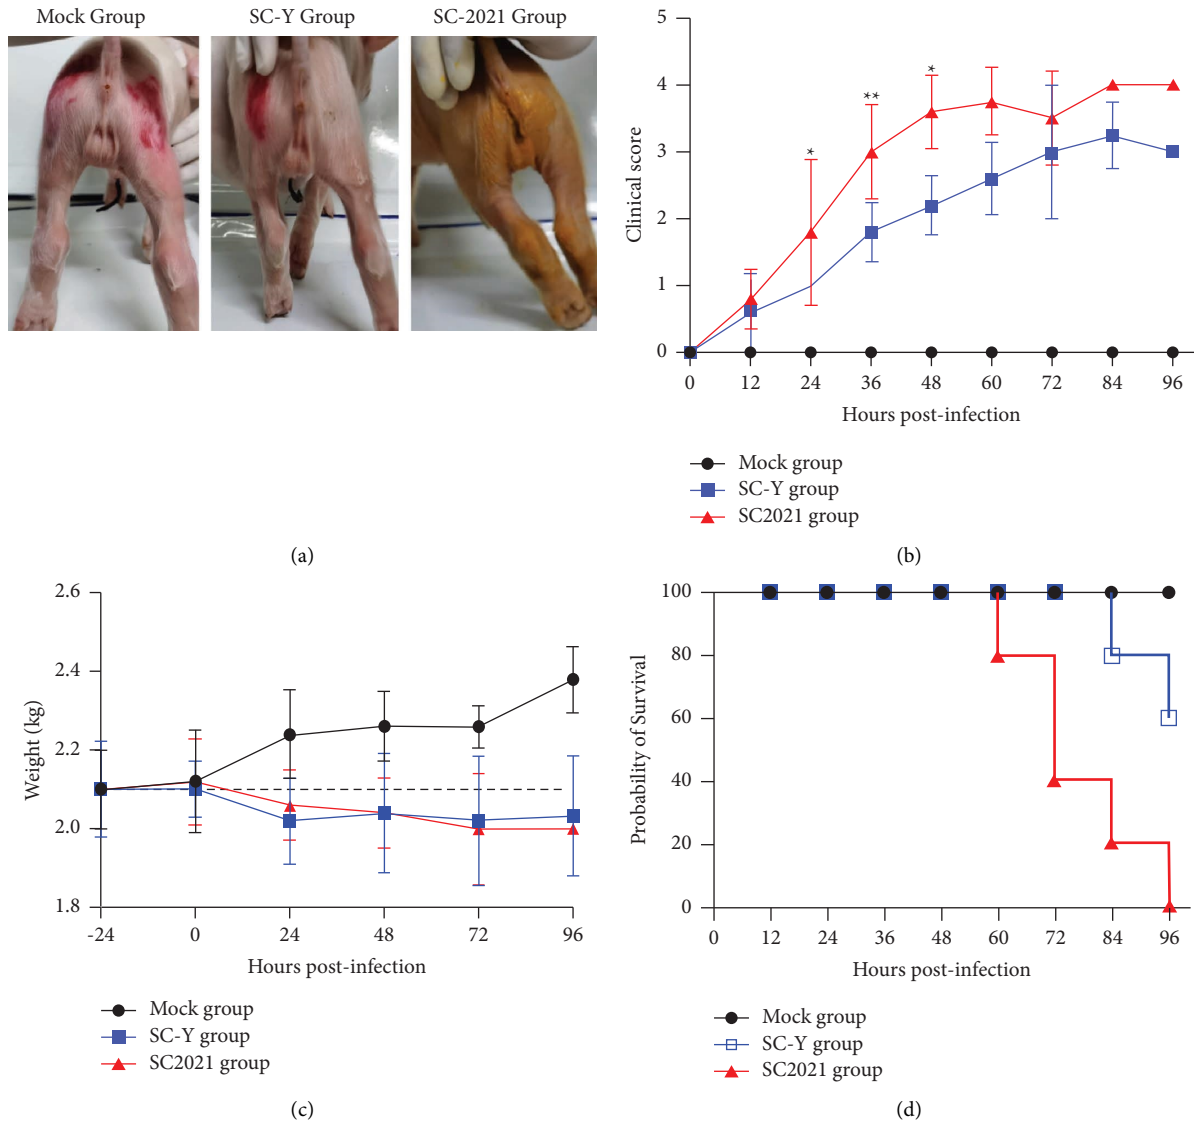 Mock Group
SC-Y Group
SC-2021 Group
(a)
5
4
3
2
1
0
Clinical score
*
**
*
0 12 24 36 48 60 72 84 96
Hours post-infection
Mock group
SC-Y group
SC2021 group
(b)
2.6
2.4
2.2
2.0
1.8
Weight (kg)
-24 0 24 48 72 96
Hours post-infection
Mock group
SC-Y group
SC2021 group
(c)
100
80
60
40
20
0
Probability of Survival
0 12 24 36 48 60 72 84 96
Hours post-infection
Mock group
SC-Y group
SC2021 group
(d)